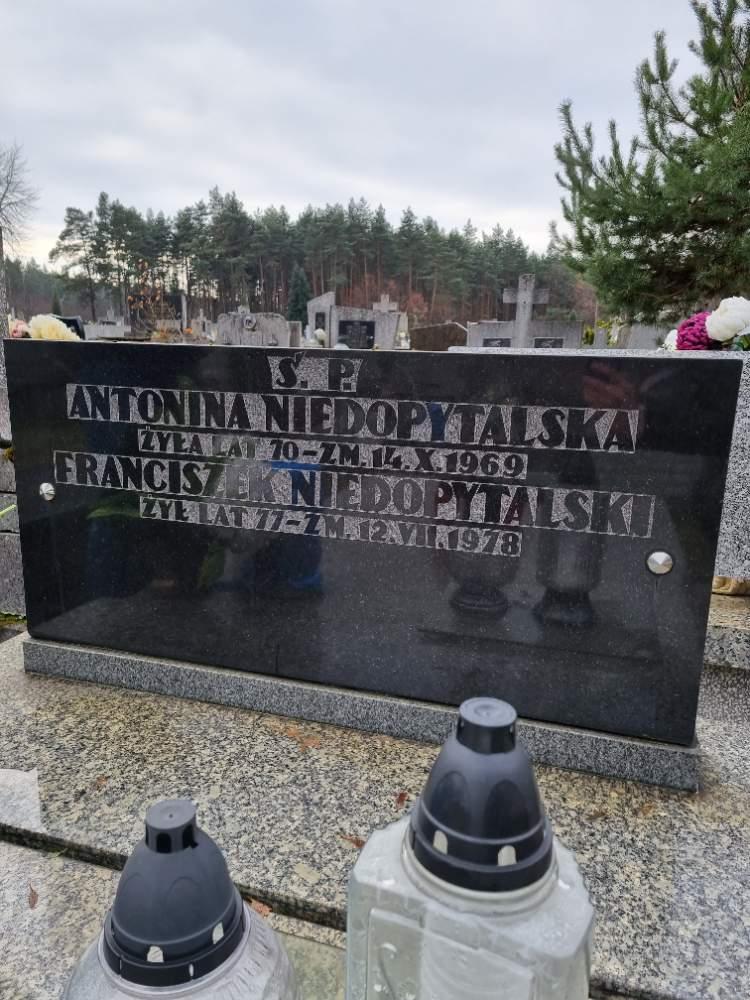 Ś. P.
ANTONINA NIEDOPYTALSKA
ŻYŁA LAT 70-ZM. 14.X.1969
FRANCISZEK NIEDOPYTALSKI
ŻYŁ LAT 77-ZM. 12.VII.1978